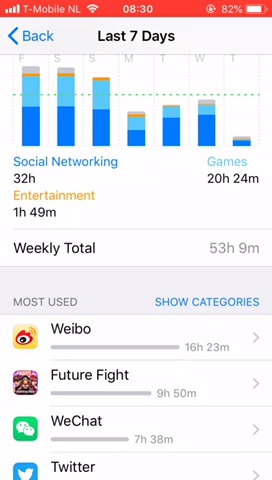 T-Mobile NL 08:30 82%
Back Last 7 Days
F S S M T W T
Social Networking Games
32h 20h 24m
Entertainment
1h 49m
Weekly Total 53h 9m
MOST USED SHOW CATEGORIES
Weibo
16h 23m
Future Fight
9h 50m
WeChat
7h 38m
Twitter